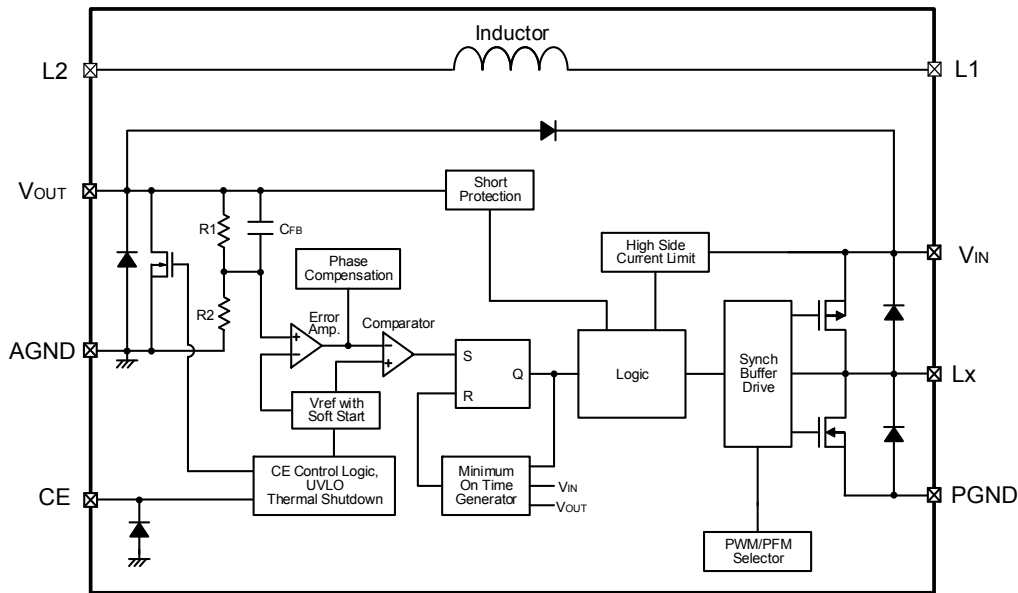 Inductor
L2
L1
VOUT
Short
Protection
R1
CFB
High Side
Current Limit
VIN
Phase
Compensation
R2
Error
Amp.
Comparator
AGND
+
−
−
+
S
Q
R
Logic
Synch
Buffer
Drive
Lx
Vref with
Soft Start
CE Control Logic,
UVLO
Thermal Shutdown
Minimum
On Time
Generator
VIN
VOUT
CE
PGND
PWM/PFM
Selector